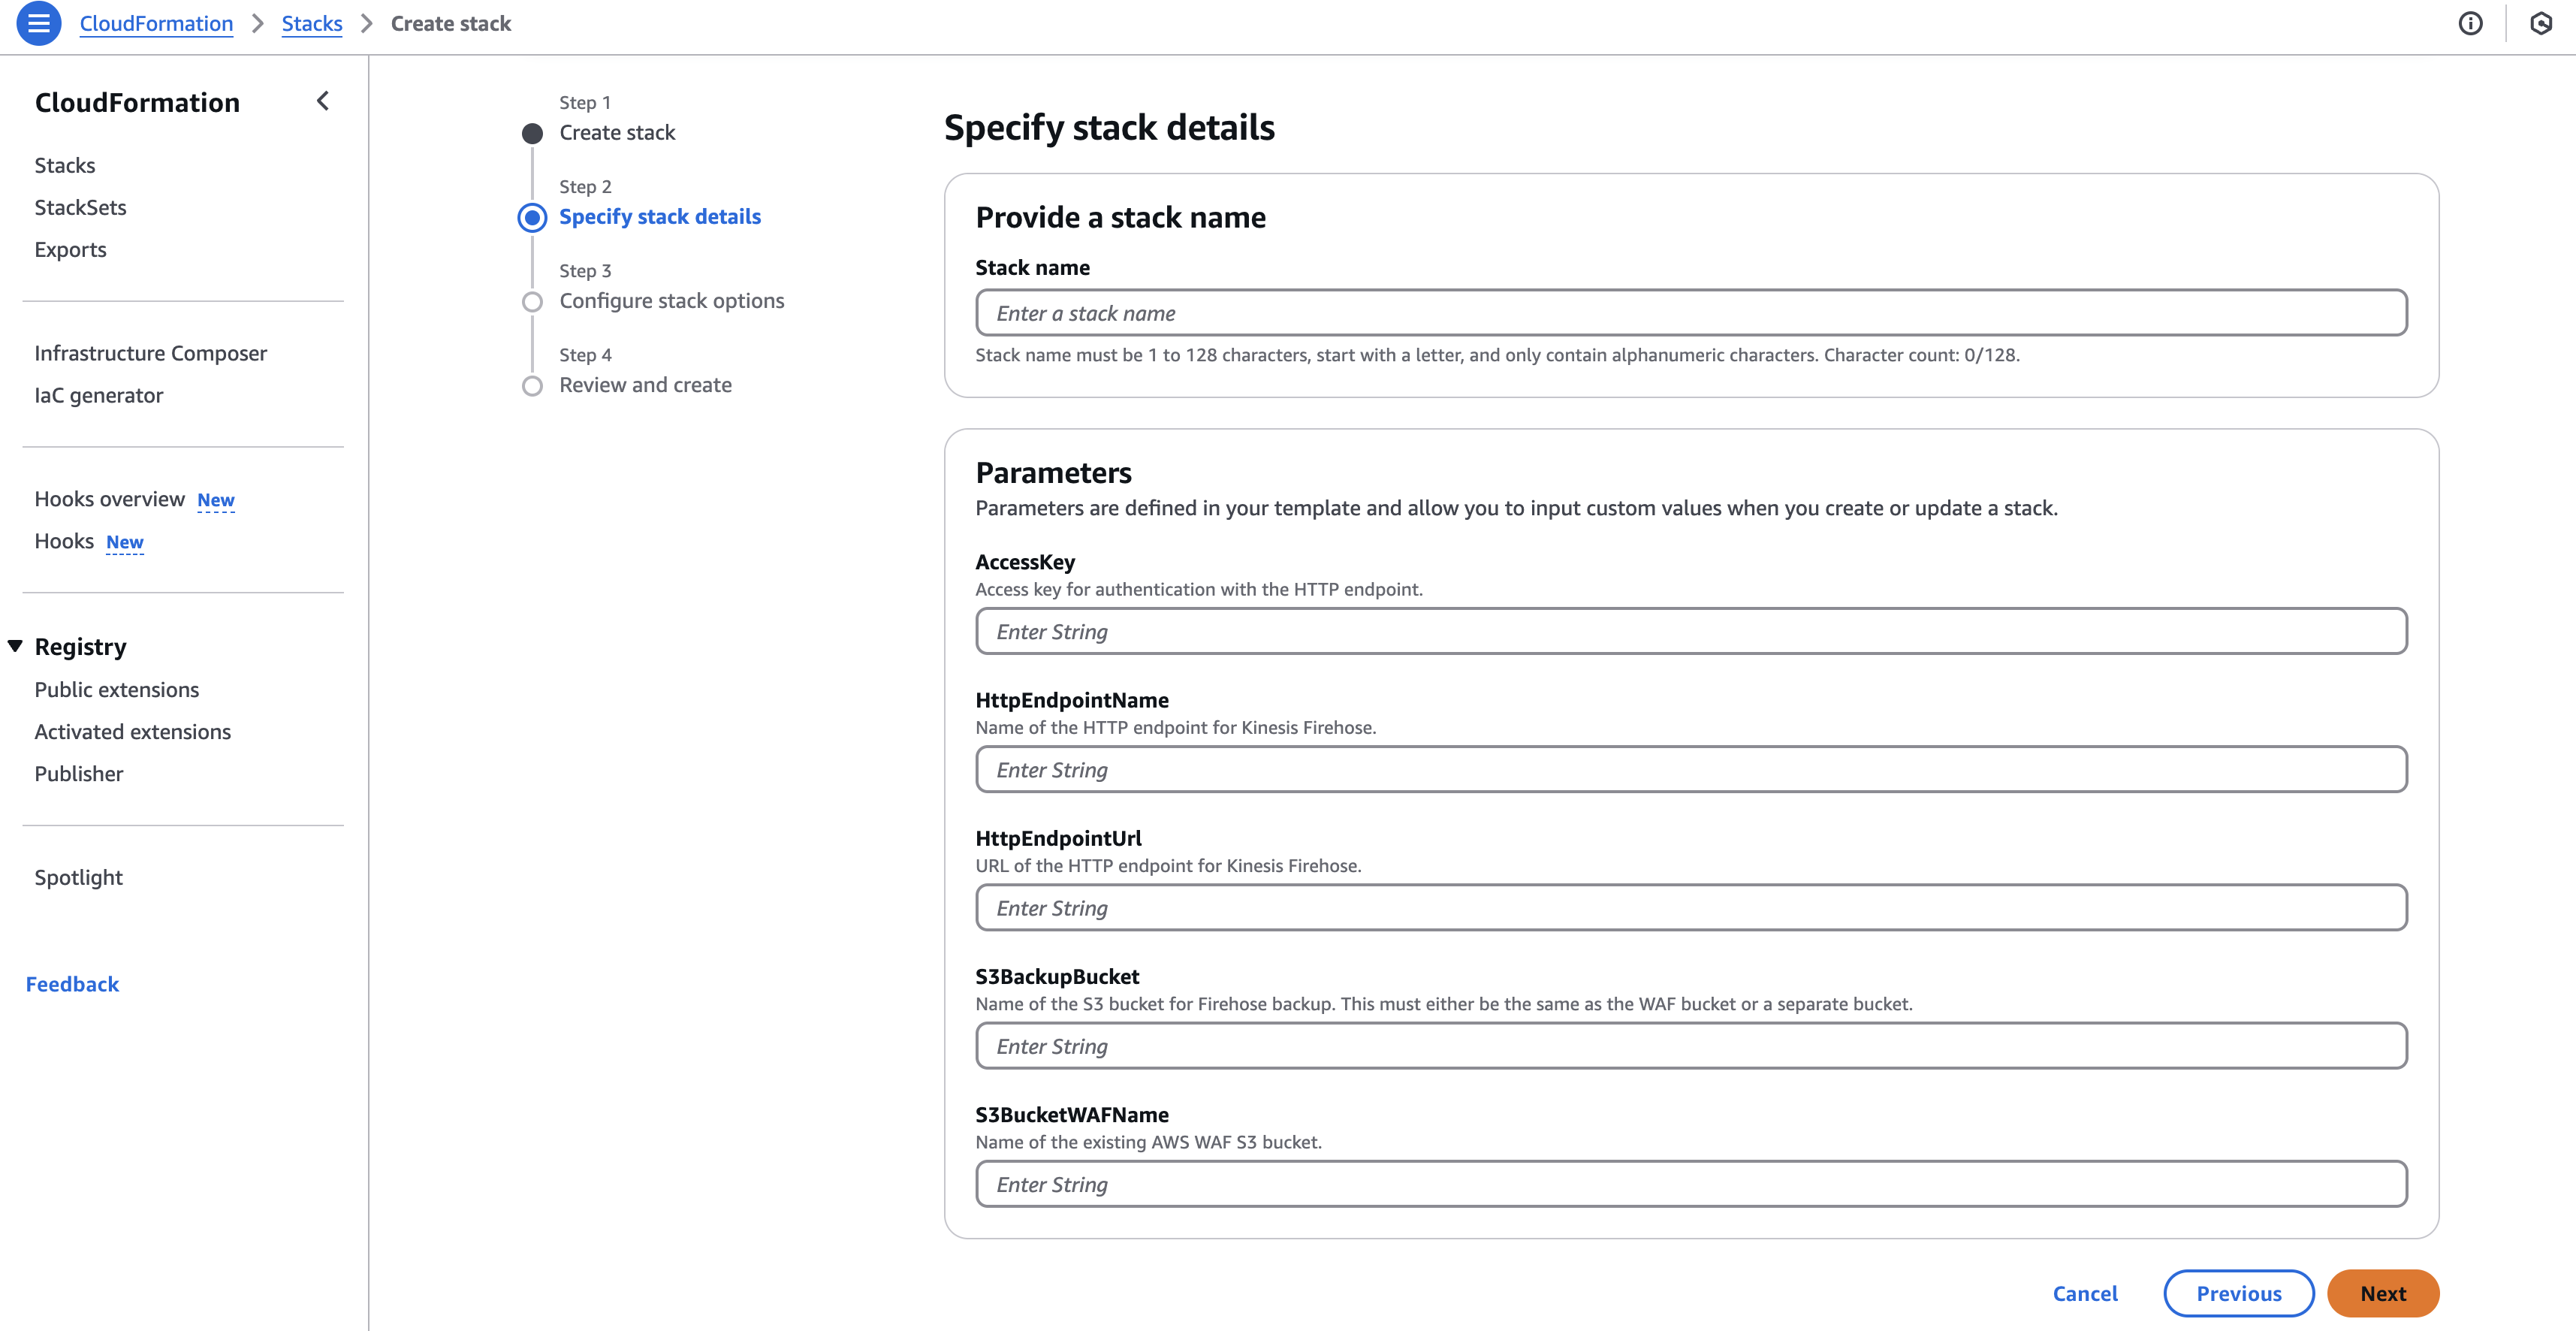 CloudFormation > Stacks > Create stack
CloudFormation
Stacks
StackSets
Exports
Infrastructure Composer
IaC generator
Hooks overview New
Hooks New
Registry
Public extensions
Activated extensions
Publisher
Spotlight
Feedback
Step 1
Create stack
Step 2
Specify stack details
Step 3
Configure stack options
Step 4
Review and create
Specify stack details
Provide a stack name
Stack name
Enter a stack name
Stack name must be 1 to 128 characters, start with a letter, and only contain alphanumeric characters. Character count: 0/128.
Parameters
Parameters are defined in your template and allow you to input custom values when you create or update a stack.
AccessKey
Access key for authentication with the HTTP endpoint.
Enter String
HttpEndpointName
Name of the HTTP endpoint for Kinesis Firehose.
Enter String
HttpEndpointUrl
URL of the HTTP endpoint for Kinesis Firehose.
Enter String
S3BackupBucket
Name of the S3 bucket for Firehose backup. This must either be the same as the WAF bucket or a separate bucket.
Enter String
S3BucketWAFName
Name of the existing AWS WAF S3 bucket.
Enter String
Cancel
Previous
Next